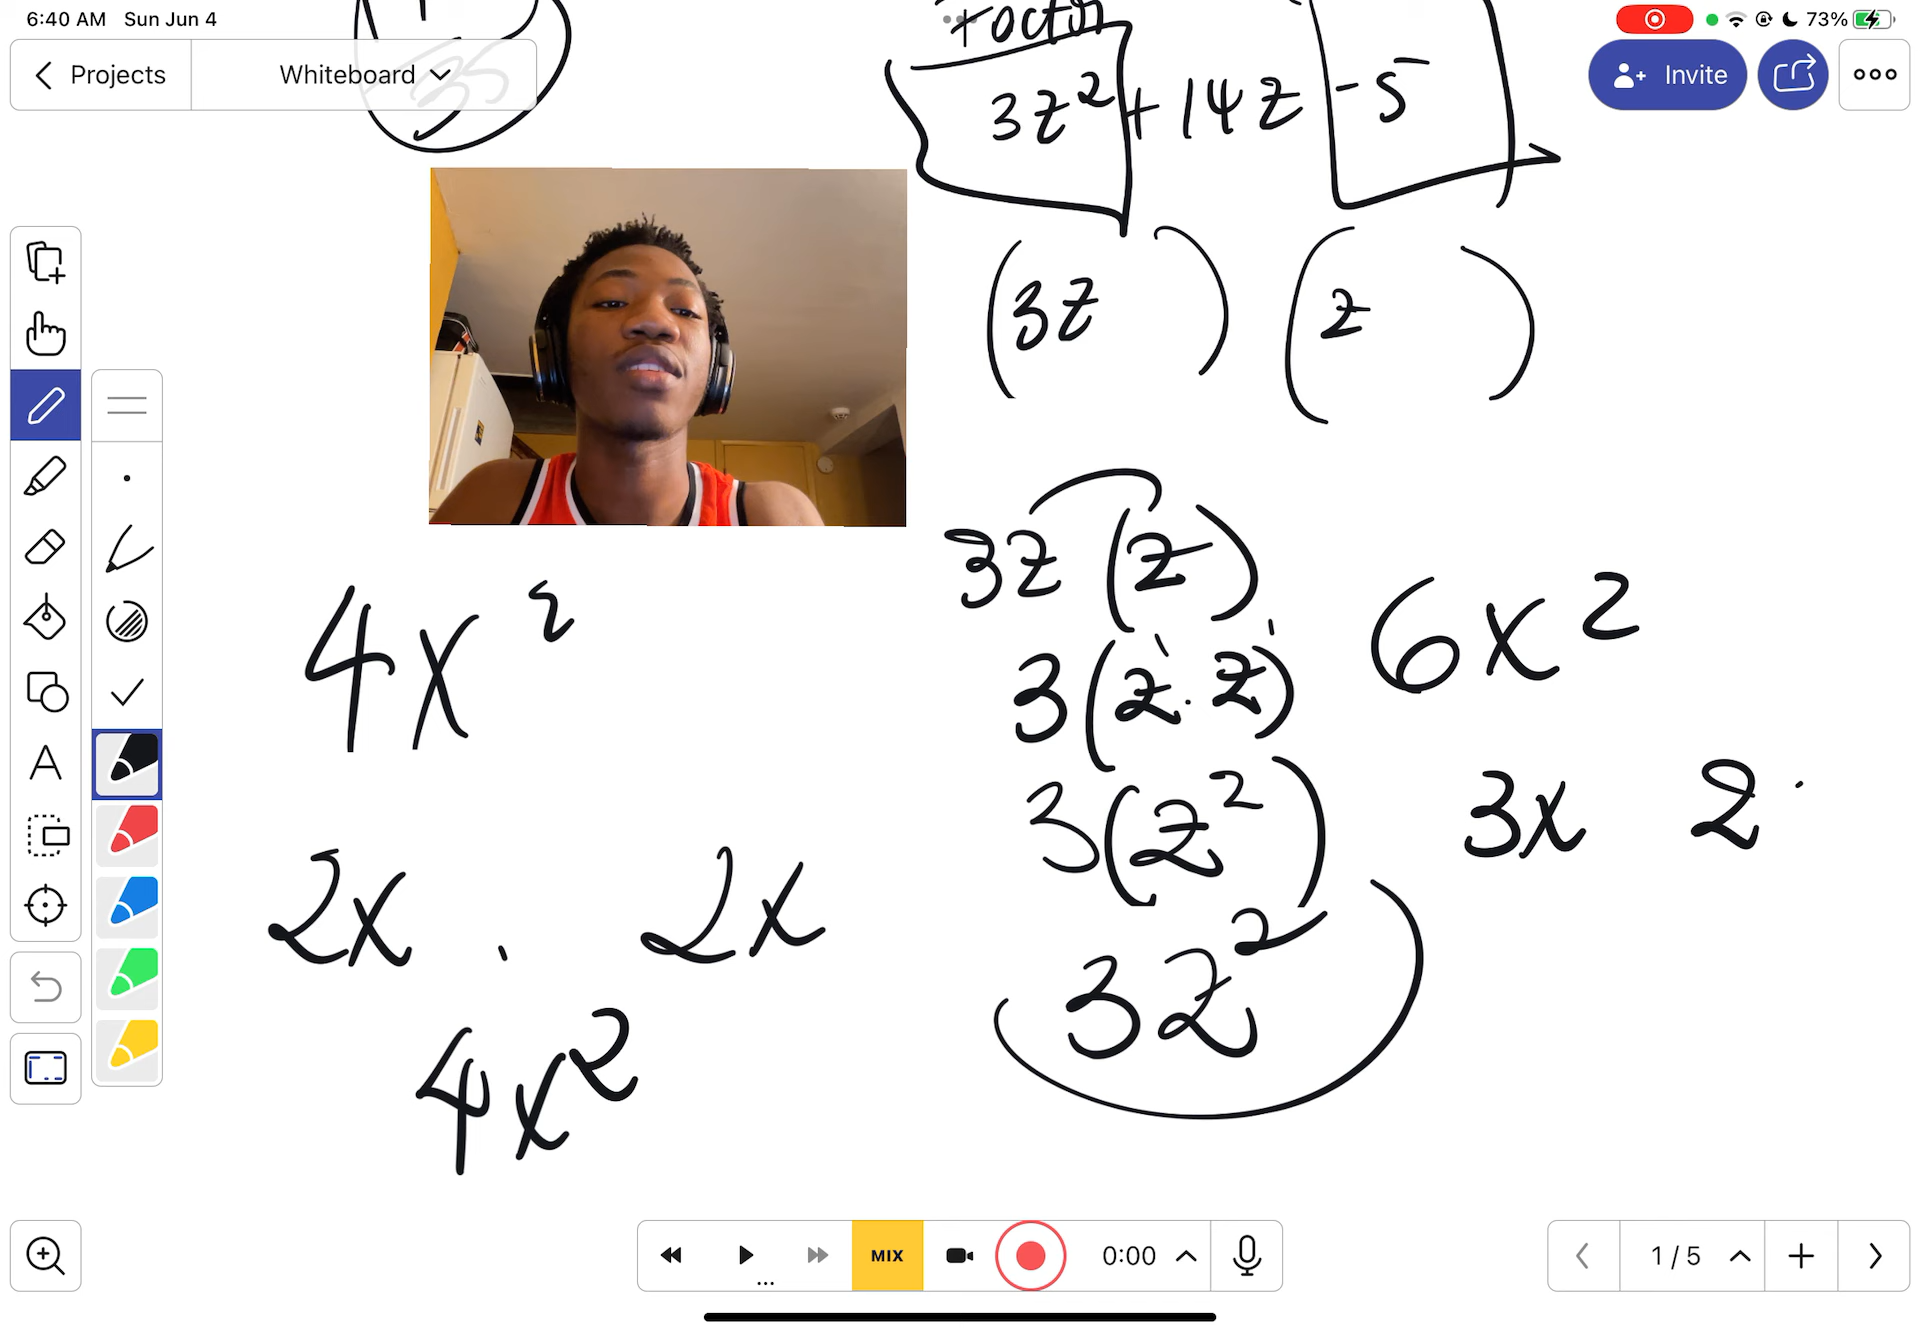 6:40 AM Sun Jun 4
73%
Projects
Whiteboard
Invite
Factor
3z² + 14z - 5
35
(3z ) (z )
3z (z)
4x²
3(z · z)
6x²
3(z²)
3x 2
2x · 2x
3z²
4x²
A
MIX
0:00
1 / 5